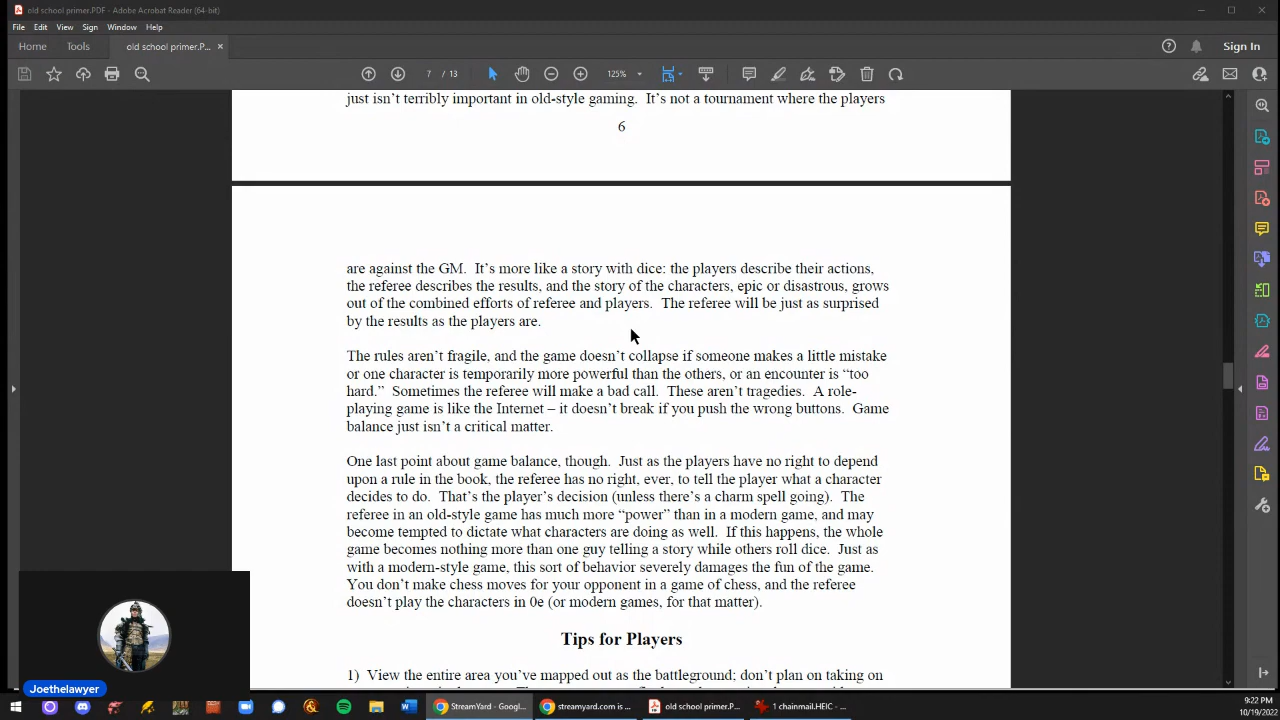 old school primer.PDF - Adobe Acrobat Reader (64-bit)
File Edit View Sign Window Help
Home Tools old school primer.P... ×
Sign In
7 / 13 125%
just isn't terribly important in old-style gaming.  It's not a tournament where the players
6
are against the GM.  It's more like a story with dice: the players describe their actions,
the referee describes the results, and the story of the characters, epic or disastrous, grows
out of the combined efforts of referee and players.  The referee will be just as surprised
by the results as the players are.
The rules aren't fragile, and the game doesn't collapse if someone makes a little mistake
or one character is temporarily more powerful than the others, or an encounter is “too
hard.”  Sometimes the referee will make a bad call.  These aren't tragedies.  A role-
playing game is like the Internet – it doesn't break if you push the wrong buttons.  Game
balance just isn't a critical matter.
One last point about game balance, though.  Just as the players have no right to depend
upon a rule in the book, the referee has no right, ever, to tell the player what a character
decides to do.  That's the player's decision (unless there's a charm spell going).  The
referee in an old-style game has much more “power” than in a modern game, and may
become tempted to dictate what characters are doing as well.  If this happens, the whole
game becomes nothing more than one guy telling a story while others roll dice.  Just as
with a modern-style game, this sort of behavior severely damages the fun of the game.
You don't make chess moves for your opponent in a game of chess, and the referee
doesn't play the characters in 0e (or modern games, for that matter).
Tips for Players
1)  View the entire area you've mapped out as the battleground; don't plan on taking on
Joethelawyer
StreamYard - Googl...
streamyard.com is ...
old school primer.P...
1 chainmail.HEIC - ...
9:22 PM
10/19/2022